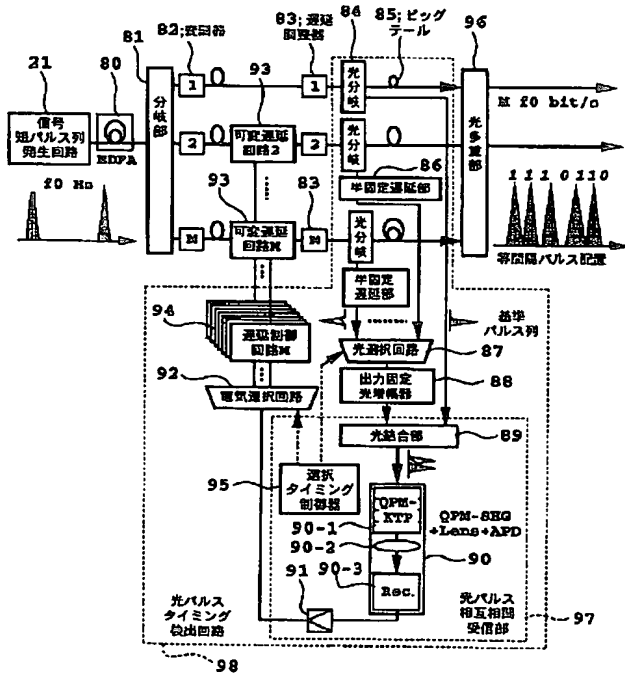 82;変調器
83;遅延
調整器
84
85;ピッグ
テール
96
81
21
80
93
信号
短パルス列
発生回路
EDFA
分岐部
1
1
光分岐
光多重部
M f0 bit/s
2
可変遅延
回路2
2
光分岐
86
半固定遅延部
f0 Hz
93
83
1 1 1 0 1 1 0
M
可変遅延
回路M
M
光分岐
等間隔パルス配置
半固定
遅延部
94
遅延制御
回路M
基準
パルス列
光選択回路
87
92
電気選択回路
出力固定
光増幅器
88
光結合部
89
95
選択
タイミング
制御器
QPM-
KTP
QPM-SHG
+Lens+APD
90-1
90-2
90
90-3
Rec.
91
光パルス
タイミング
検出回路
光パルス
相互相関
受信部
97
98